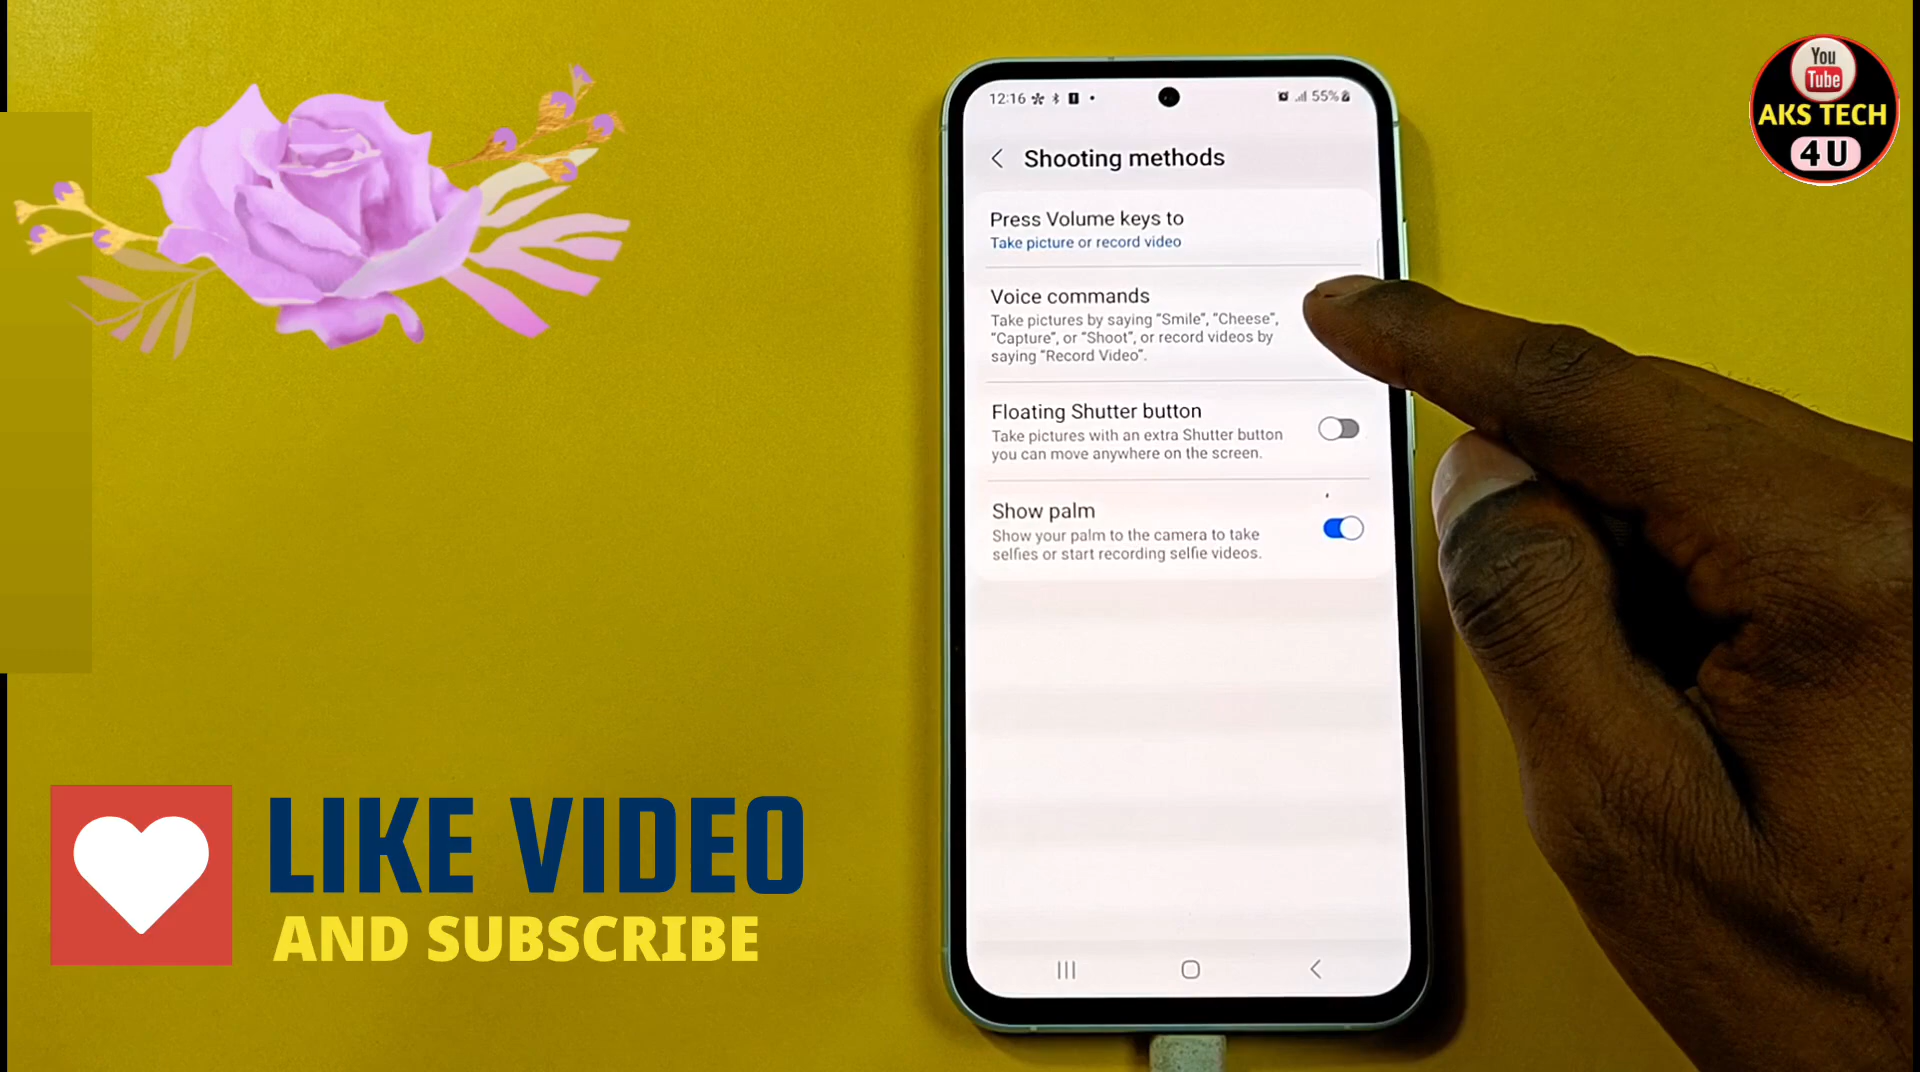 You
Tube
AKS TECH
4 U
12:16
55%
Shooting methods
Press Volume keys to
Take picture or record video
Voice commands
Take pictures by saying “Smile”, “Cheese”,
“Capture”, or “Shoot”, or record videos by
saying “Record Video”.
Floating Shutter button
Take pictures with an extra Shutter button
you can move anywhere on the screen.
Show palm
Show your palm to the camera to take
selfies or start recording selfie videos.
LIKE VIDEO
AND SUBSCRIBE